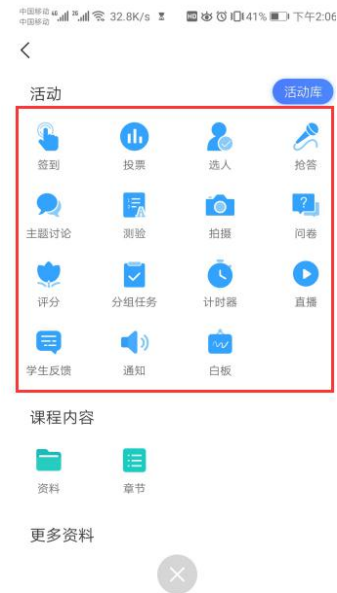 中国移动 46 26 32.8K/s HD 41% 下午2:06
中国移动
活动 活动库
签到 投票 选人 抢答
主题讨论 测验 拍摄 问卷
评分 分组任务 计时器 直播
学生反馈 通知 白板
课程内容
资料 章节
更多资料